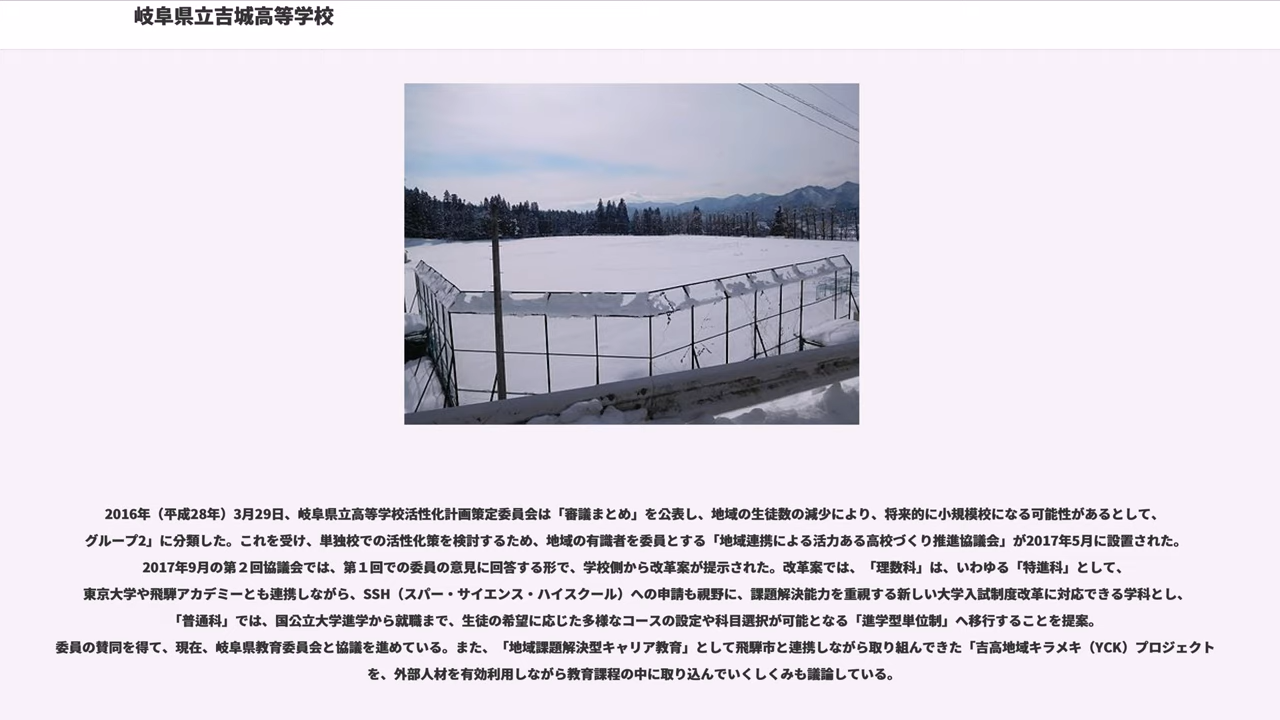 岐阜県立吉城高等学校
2016年（平成28年）3月29日、岐阜県立高等学校活性化計画策定委員会は「審議まとめ」を公表し、地域の生徒数の減少により、将来的に小規模校になる可能性があるとして、
グループ2」に分類した。これを受け、単独校での活性化策を検討するため、地域の有識者を委員とする「地域連携による活力ある高校づくり推進協議会」が2017年5月に設置された。
2017年9月の第２回協議会では、第１回での委員の意見に回答する形で、学校側から改革案が提示された。改革案では、「理数科」は、いわゆる「特進科」として、
東京大学や飛騨アカデミーとも連携しながら、SSH（スパー・サイエンス・ハイスクール）への申請も視野に、課題解決能力を重視する新しい大学入試制度改革に対応できる学科とし、
「普通科」では、国公立大学進学から就職まで、生徒の希望に応じた多様なコースの設定や科目選択が可能となる「進学型単位制」へ移行することを提案。
委員の賛同を得て、現在、岐阜県教育委員会と協議を進めている。また、「地域課題解決型キャリア教育」として飛騨市と連携しながら取り組んできた「吉高地域キラメキ（YCK）プロジェクト
を、外部人材を有効利用しながら教育課程の中に取り込んでいくしくみも議論している。